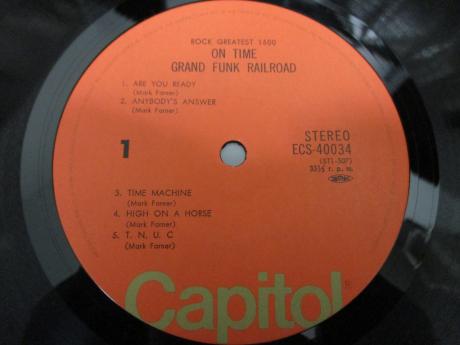 ROCK GREATEST 1500
ON TIME
GRAND FUNK RAILROAD
1. ARE YOU READY
(Mark Farner)
2. ANYBODY'S ANSWER
(Mark Farner)
1
STEREO
ECS-40034
(STL-307)
33⅓ r. p. m.
3. TIME MACHINE
(Mark Farner)
4. HIGH ON A HORSE
(Mark Farner)
5. T. N. U. C
(Mark Farner)
Capitol